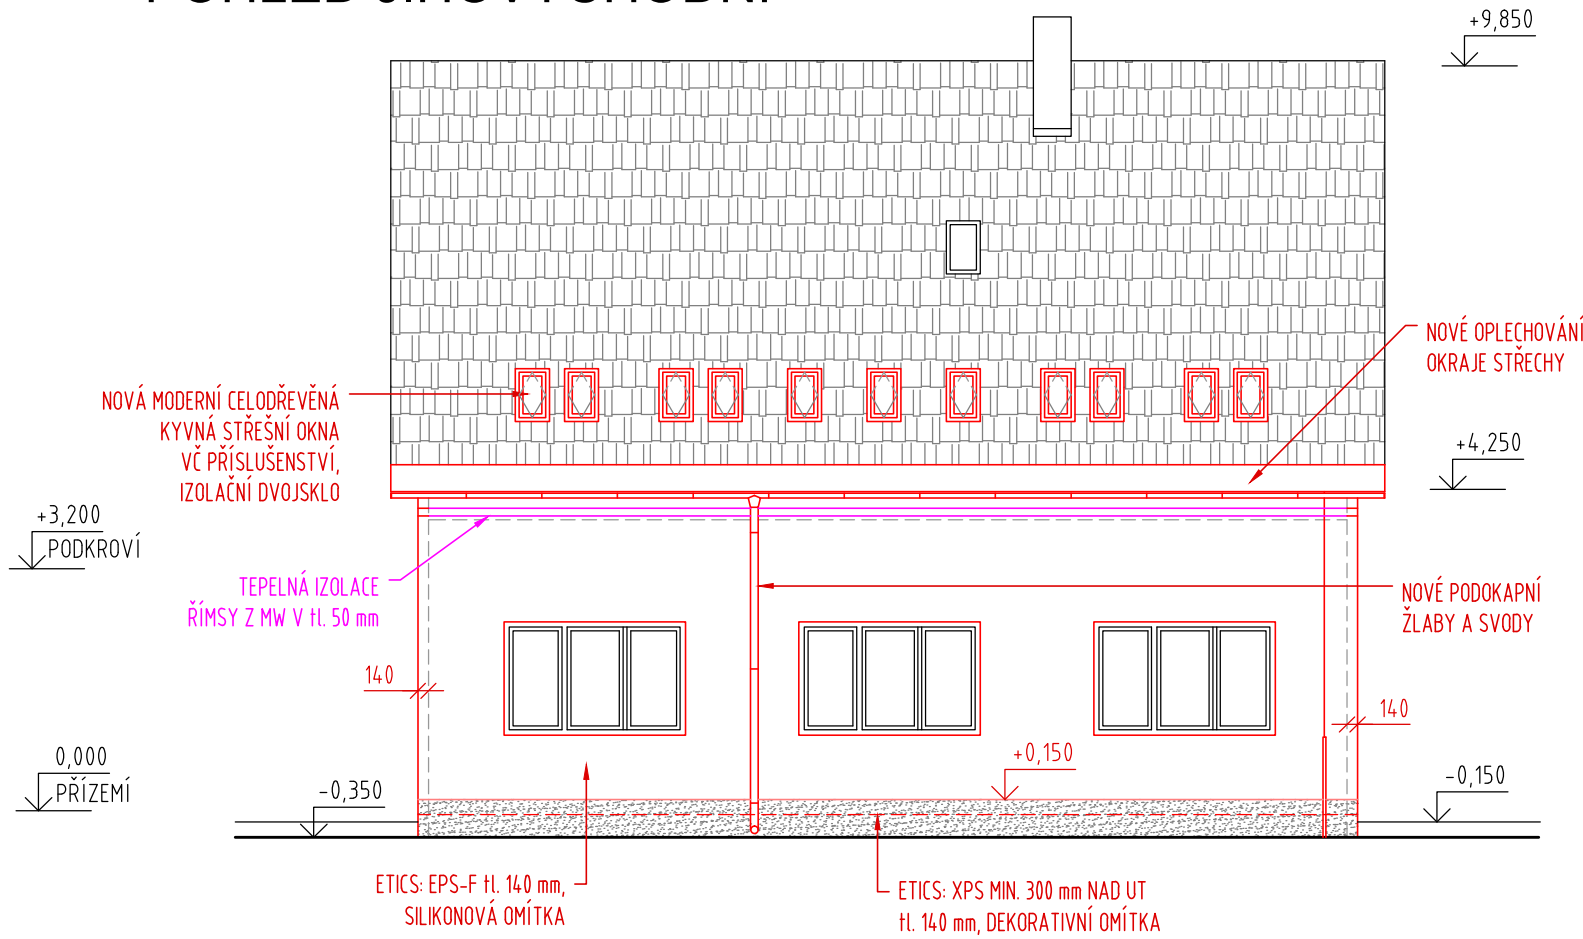 +9,850
NOVÉ OPLECHOVÁNÍ
OKRAJE STŘECHY
NOVÁ MODERNÍ CELODŘEVĚNÁ
KYVNÁ STŘEŠNÍ OKNA
VČ PŘÍSLUŠENSTVÍ,
IZOLAČNÍ DVOJSKLO
+4,250
+3,200
PODKROVÍ
TEPELNÁ IZOLACE
ŘÍMSY Z MW V tl. 50 mm
NOVÉ PODOKAPNÍ
ŽLABY A SVODY
140
140
0,000
PŘÍZEMÍ
-0,350
+0,150
-0,150
ETICS: EPS-F tl. 140 mm,
SILIKONOVÁ OMÍTKA
ETICS: XPS MIN. 300 mm NAD UT
tl. 140 mm, DEKORATIVNÍ OMÍTKA